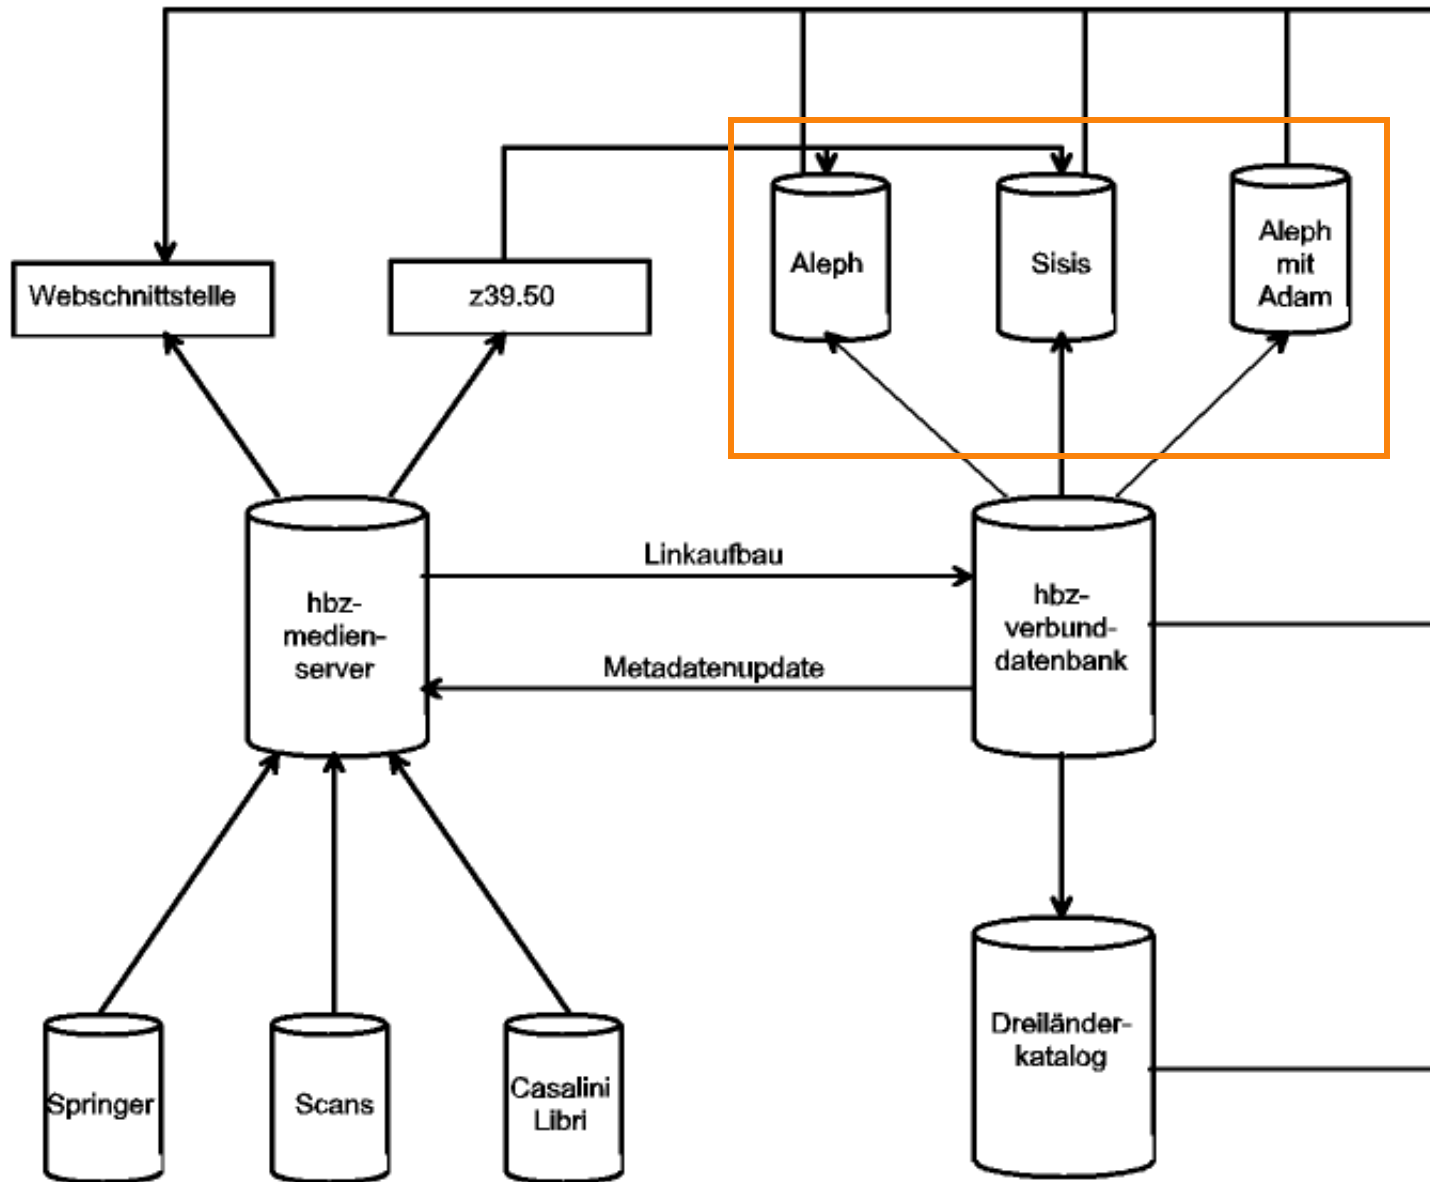 Webschnittstelle
z39.50
Aleph
Sisis
Aleph
mit
Adam
Linkaufbau
hbz-
medien-
server
hbz-
verbund-
datenbank
Metadatenupdate
Dreiländer-
katalog
Springer
Scans
Casalini
Libri